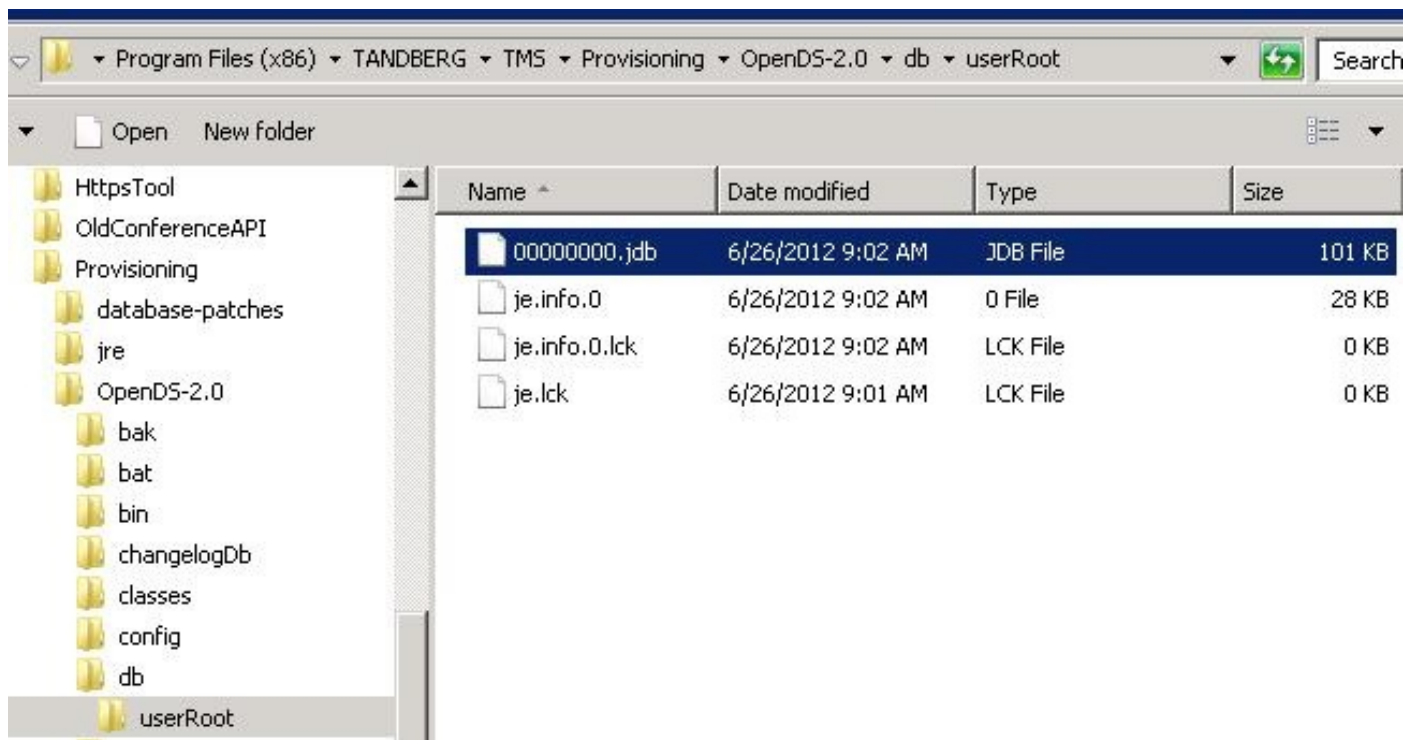 Program Files (x86) TANDBERG TMS Provisioning OpenDS-2.0 db userRoot Search
Open New folder
HttpsTool
OldConferenceAPI
Provisioning
database-patches
jre
OpenDS-2.0
bak
bat
bin
changelogDb
classes
config
db
userRoot
Name Date modified Type Size
00000000.jdb 6/26/2012 9:02 AM JDB File 101 KB
je.info.0 6/26/2012 9:02 AM 0 File 28 KB
je.info.0.lck 6/26/2012 9:02 AM LCK File 0 KB
je.lck 6/26/2012 9:01 AM LCK File 0 KB